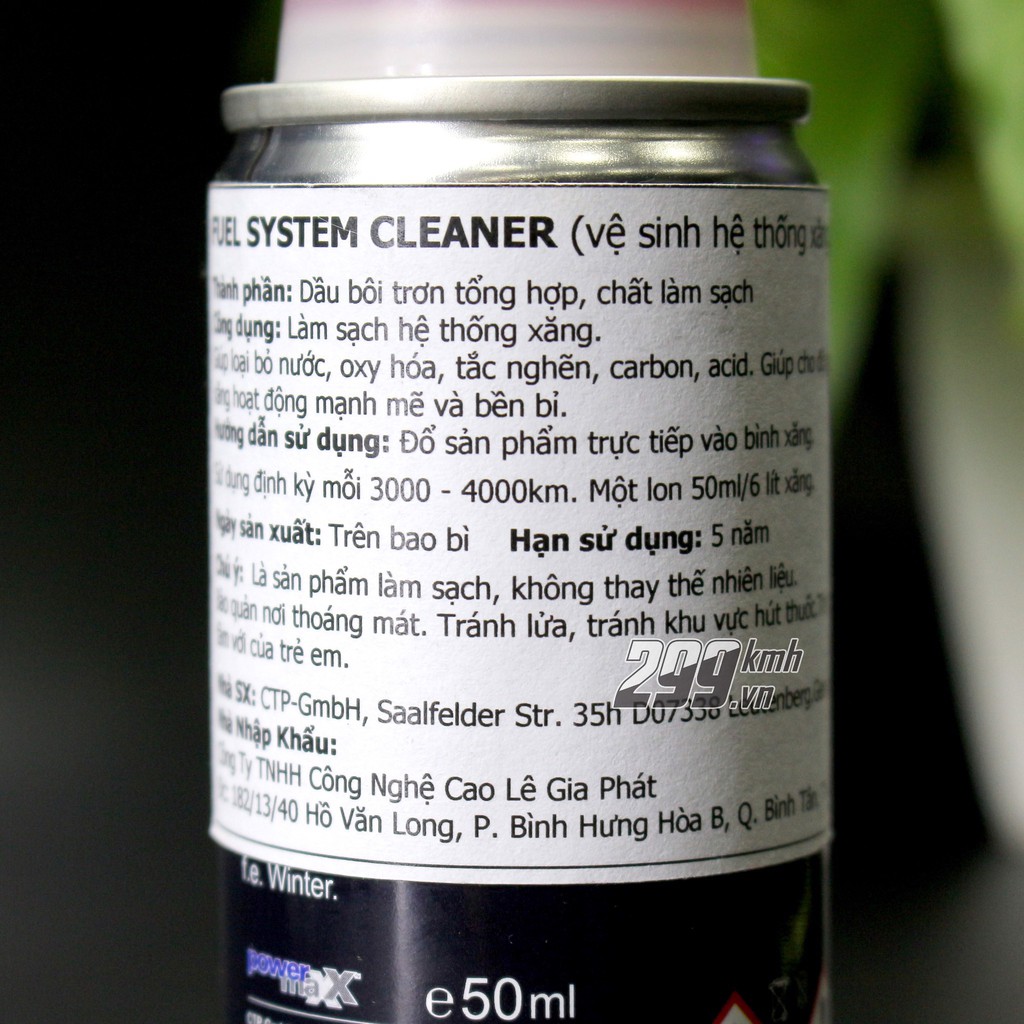 FUEL SYSTEM CLEANER (vệ sinh hệ thống xăng
Thành phần: Dầu bôi trơn tổng hợp, chất làm sạch
Công dụng: Làm sạch hệ thống xăng.
Giúp loại bỏ nước, oxy hóa, tắc nghẽn, carbon, acid. Giúp cho
hoạt động mạnh mẽ và bền bỉ.
Hướng dẫn sử dụng: Đổ sản phẩm trực tiếp vào bình xăng.
Sử dụng định kỳ mỗi 3000 - 4000km. Một lon 50ml/6 lít xăng.
Ngày sản xuất: Trên bao bì Hạn sử dụng: 5 năm
Chú ý: Là sản phẩm làm sạch, không thay thế nhiên liệu.
Bảo quản nơi thoáng mát. Tránh lửa, tránh khu vực hút thuốc.
tầm với của trẻ em.
299kmh.vn
Nhà SX: CTP-GmbH, Saalfelder Str. 35h D07338
Nhà Nhập Khẩu:
Công Ty TNHH Công Nghệ Cao Lê Gia Phát
182/13/40 Hồ Văn Long, P. Bình Hưng Hòa B, Q. Bình Tân
f.e. Winter.
power maXX
e 50ml